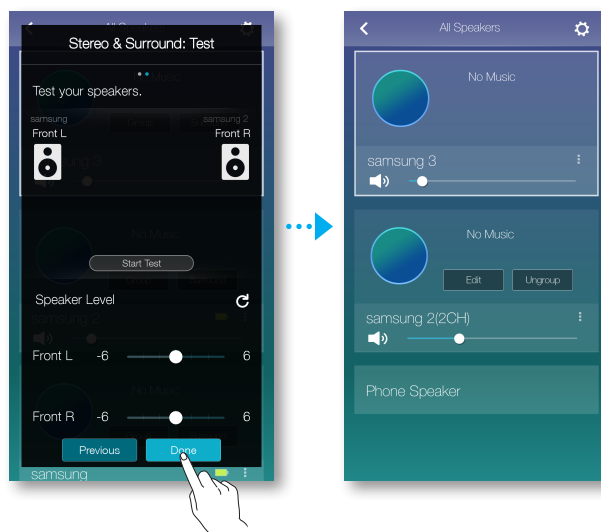 Stereo & Surround: Test
Test your speakers.
samsung
Front L
samsung 2
Front R
Start Test
Speaker Level
Front L -6 6
Front R -6 6
Previous
Done
samsung
All Speakers
No Music
samsung 3
No Music
Edit
Ungroup
samsung 2(2CH)
Phone Speaker